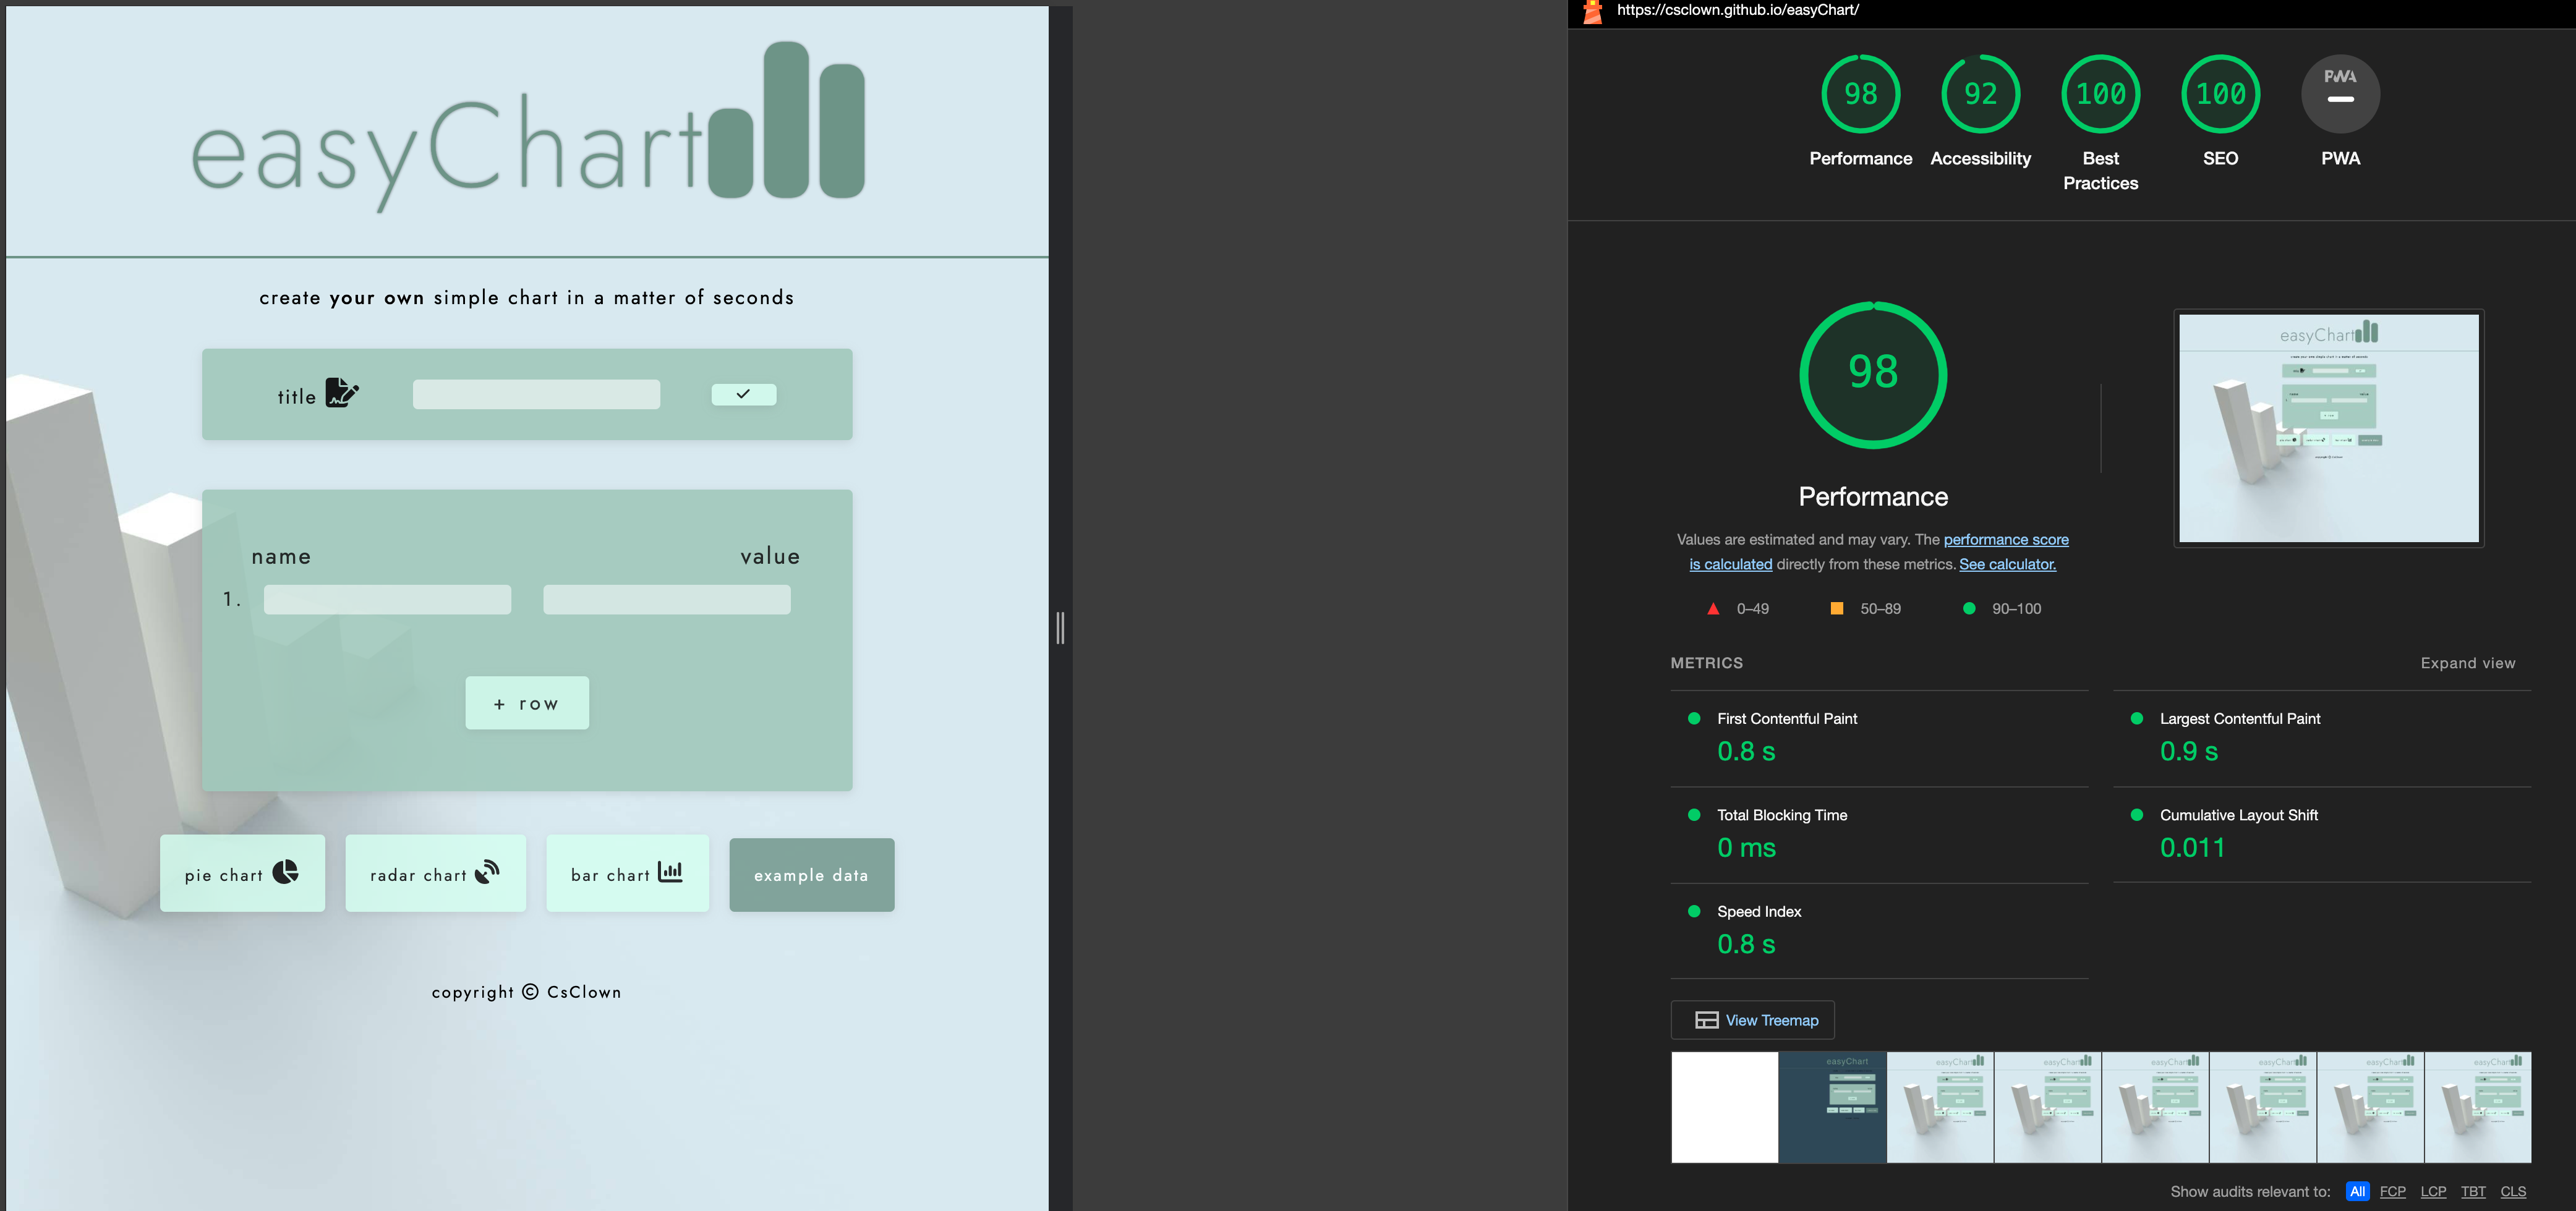 easyChart
create your own simple chart in a matter of seconds
title
name value
1.
+ row
pie chart radar chart bar chart example data
copyright © CsClown
https://csclown.github.io/easyChart/
98 92 100 100 PWA
Performance Accessibility Best Practices SEO PWA
98
Performance
Values are estimated and may vary. The performance score
is calculated directly from these metrics. See calculator.
0–49 50–89 90–100
METRICS Expand view
First Contentful Paint
0.8 s
Largest Contentful Paint
0.9 s
Total Blocking Time
0 ms
Cumulative Layout Shift
0.011
Speed Index
0.8 s
View Treemap
Show audits relevant to: All FCP LCP TBT CLS